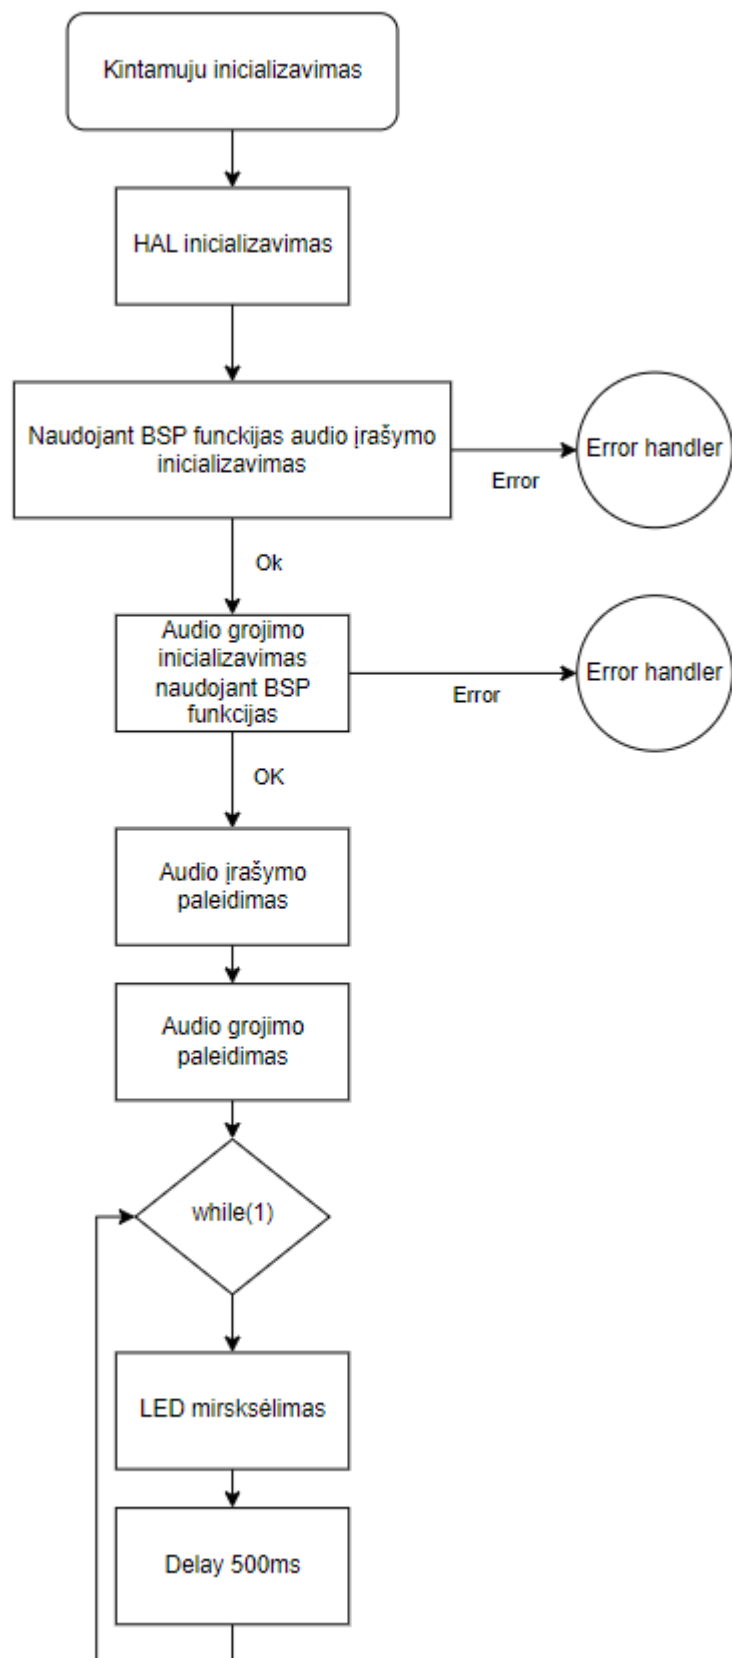 Kintamuju inicializavimas
HAL inicializavimas
Naudojant BSP funckijas audio įrašymo
inicializavimas
Error
Error handler
Ok
Audio grojimo
inicializavimas
naudojant BSP
funkcijas
Error
Error handler
OK
Audio įrašymo
paleidimas
Audio grojimo
paleidimas
while(1)
LED mirsksėlimas
Delay 500ms